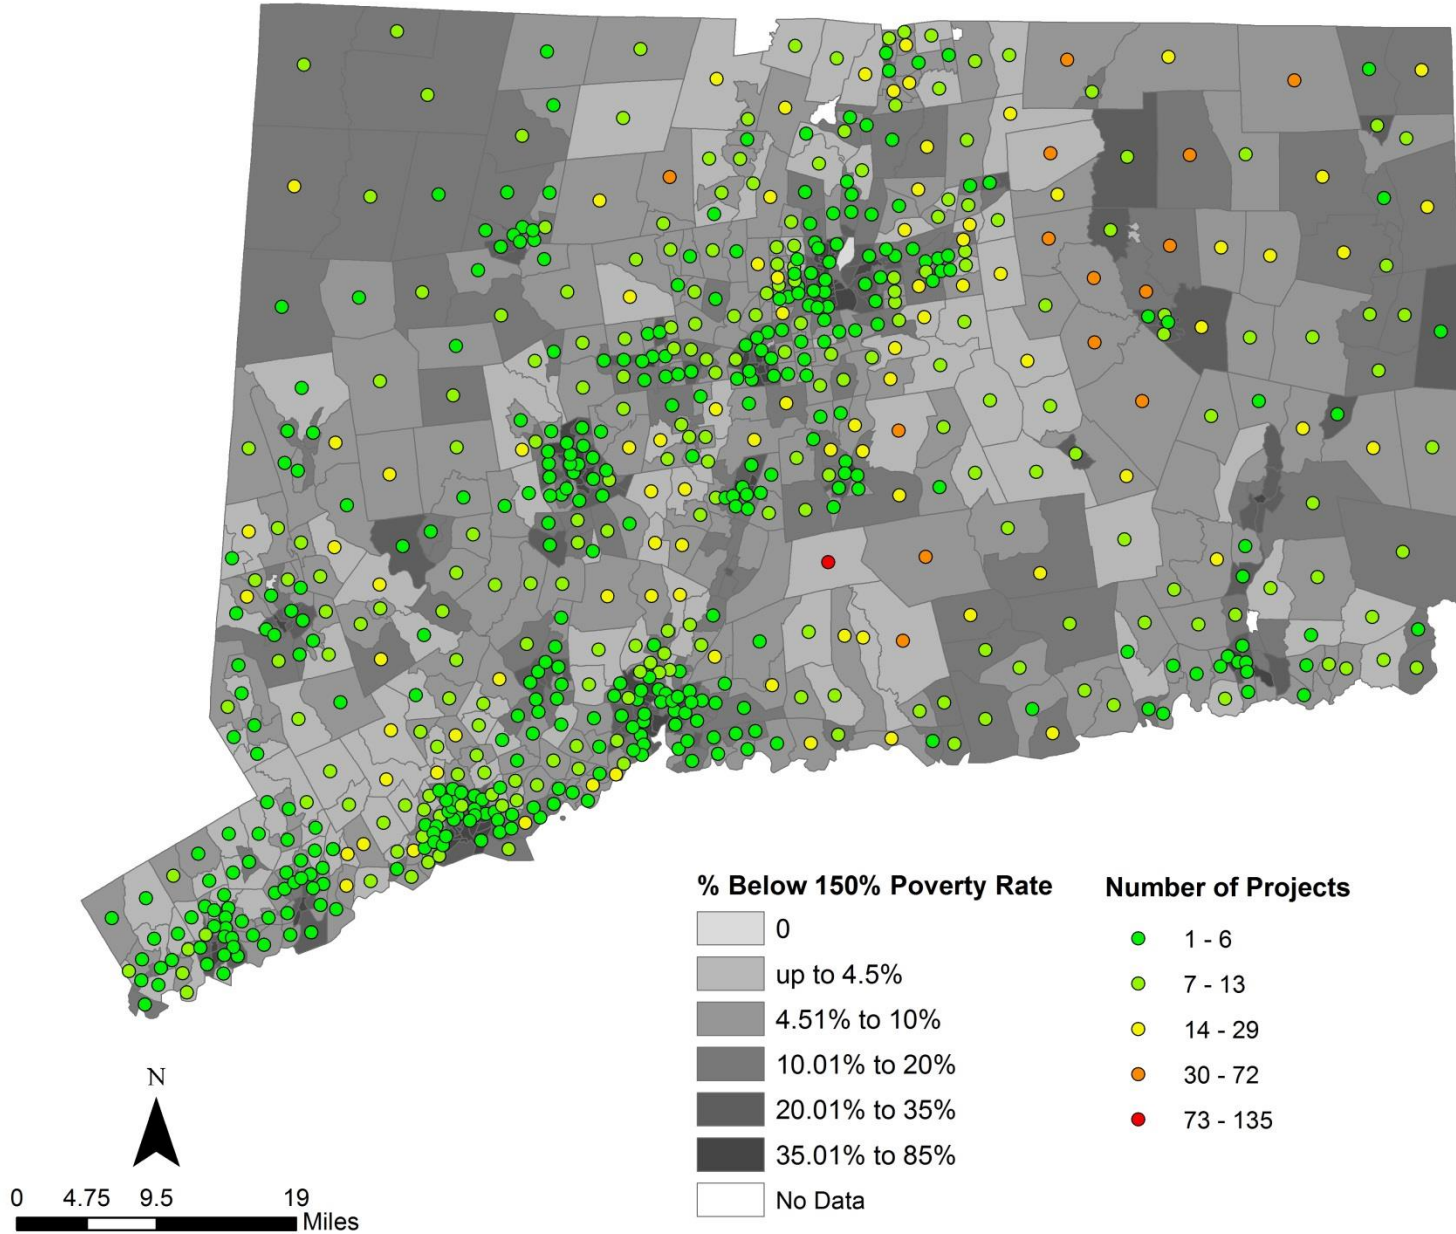 % Below 150% Poverty Rate
0
up to 4.5%
4.51% to 10%
10.01% to 20%
20.01% to 35%
35.01% to 85%
No Data
Number of Projects
1 - 6
7 - 13
14 - 29
30 - 72
73 - 135
N
0 4.75 9.5 19
Miles